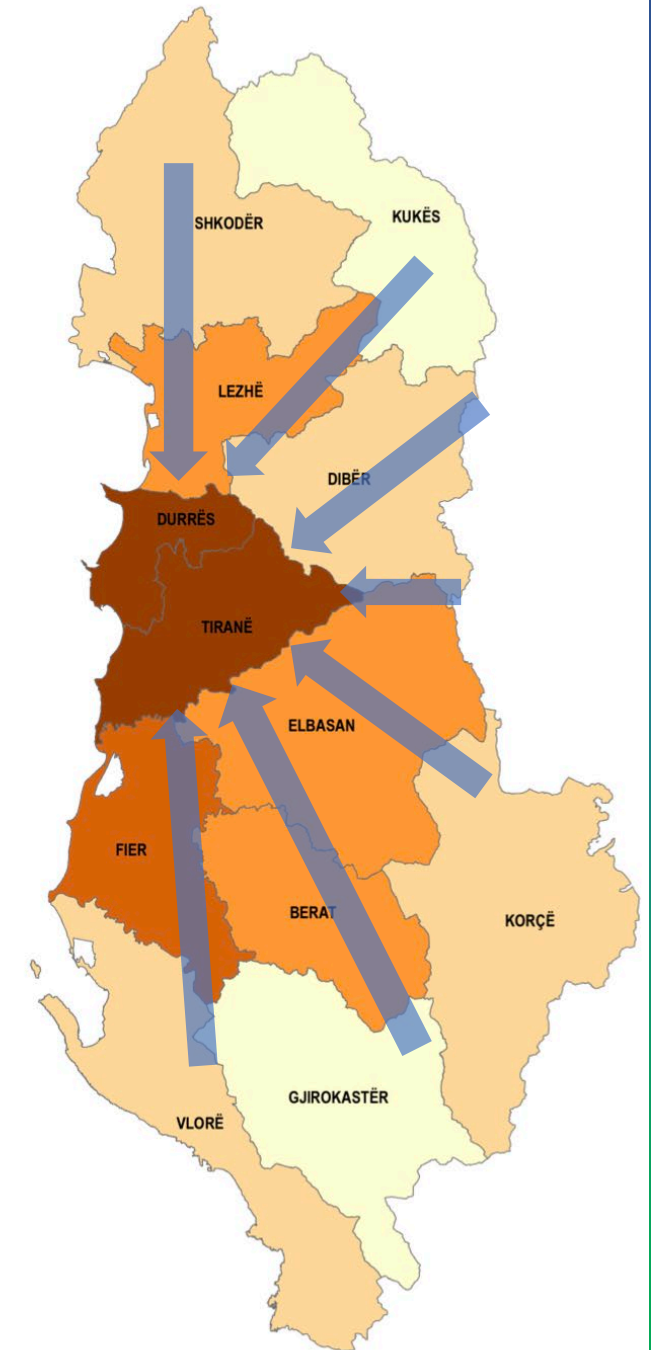 KUKËS
SHKODËR
LEZHË
DIBËR
DURRËS
TIRANË
ELBASAN
FIER
BERAT
KORÇË
GJIROKASTËR
VLORË